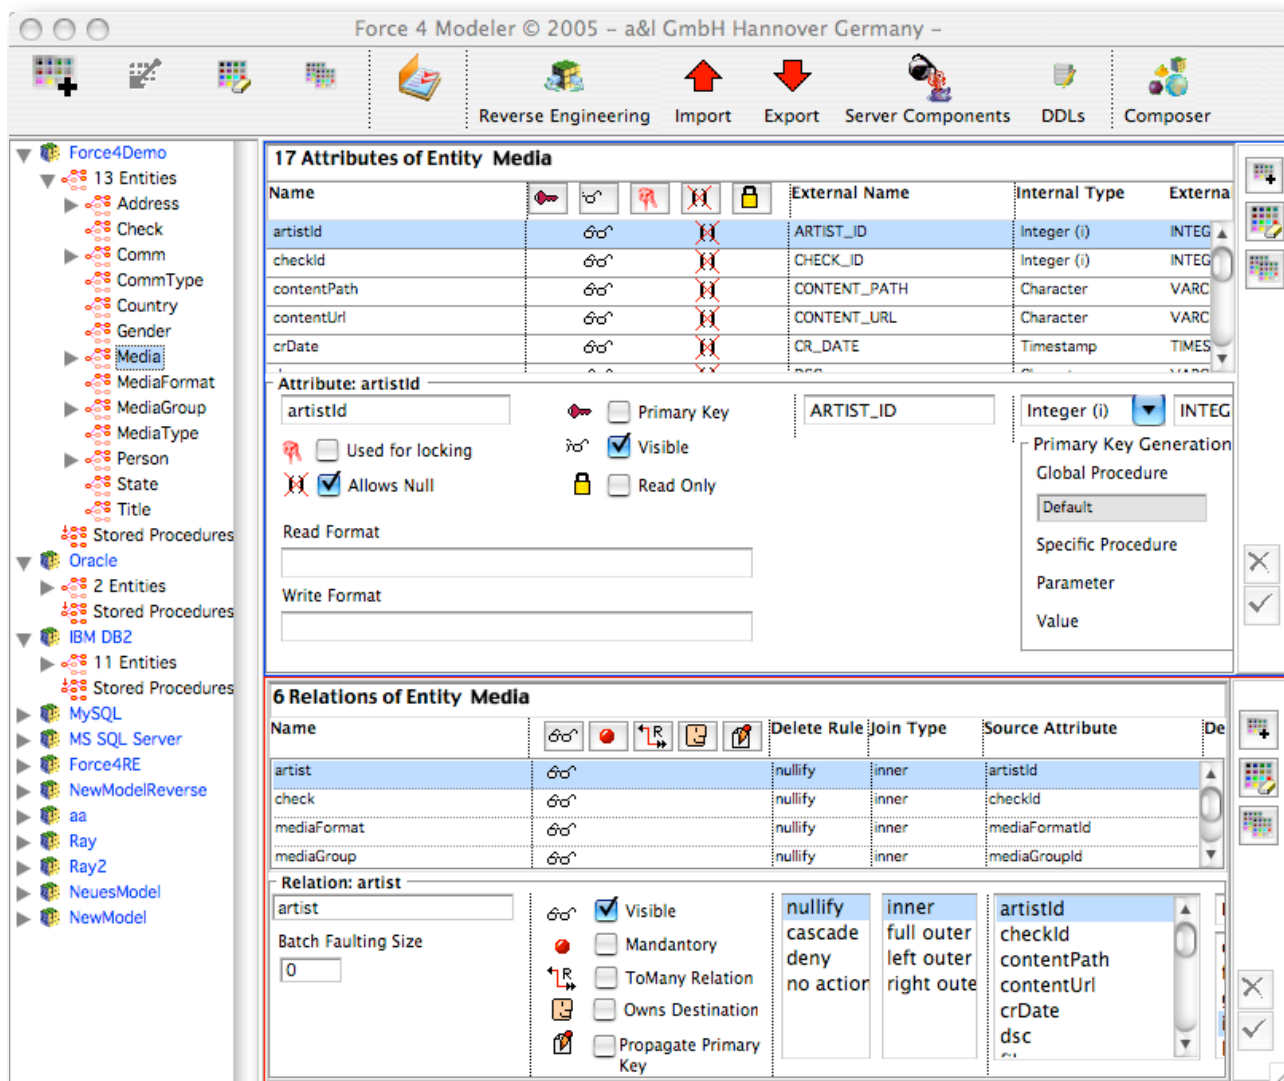 Force 4 Modeler © 2005 – a&l GmbH Hannover Germany –
Reverse Engineering Import Export Server Components DDLs Composer
Force4Demo
13 Entities
Address
Check
Comm
CommType
Country
Gender
Media
MediaFormat
MediaGroup
MediaType
Person
State
Title
Stored Procedures
Oracle
2 Entities
Stored Procedures
IBM DB2
11 Entities
Stored Procedures
MySQL
MS SQL Server
Force4RE
NewModelReverse
aa
Ray
Ray2
NeuesModel
NewModel
17 Attributes of Entity Media
Name External Name Internal Type Externa
artistId ARTIST_ID Integer (i) INTEG
checkId CHECK_ID Integer (i) INTEG
contentPath CONTENT_PATH Character VARC
contentUrl CONTENT_URL Character VARC
crDate CR_DATE Timestamp TIMES
Attribute: artistId
artistId Primary Key ARTIST_ID Integer (i) INTEG
Used for locking Visible
Allows Null Read Only
Read Format
Write Format
Primary Key Generation
Global Procedure
Default
Specific Procedure
Parameter
Value
6 Relations of Entity Media
Name R Delete Rule Join Type Source Attribute De
artist nullify inner artistId
check nullify inner checkId
mediaFormat nullify inner mediaFormatId
mediaGroup nullify inner mediaGroupId
Relation: artist
artist
Batch Faulting Size
0
Visible
Mandantory
R ToMany Relation
Owns Destination
Propagate Primary
Key
nullify
cascade
deny
no action
inner
full outer
left outer
right oute
artistId
checkId
contentPath
contentUrl
crDate
dsc